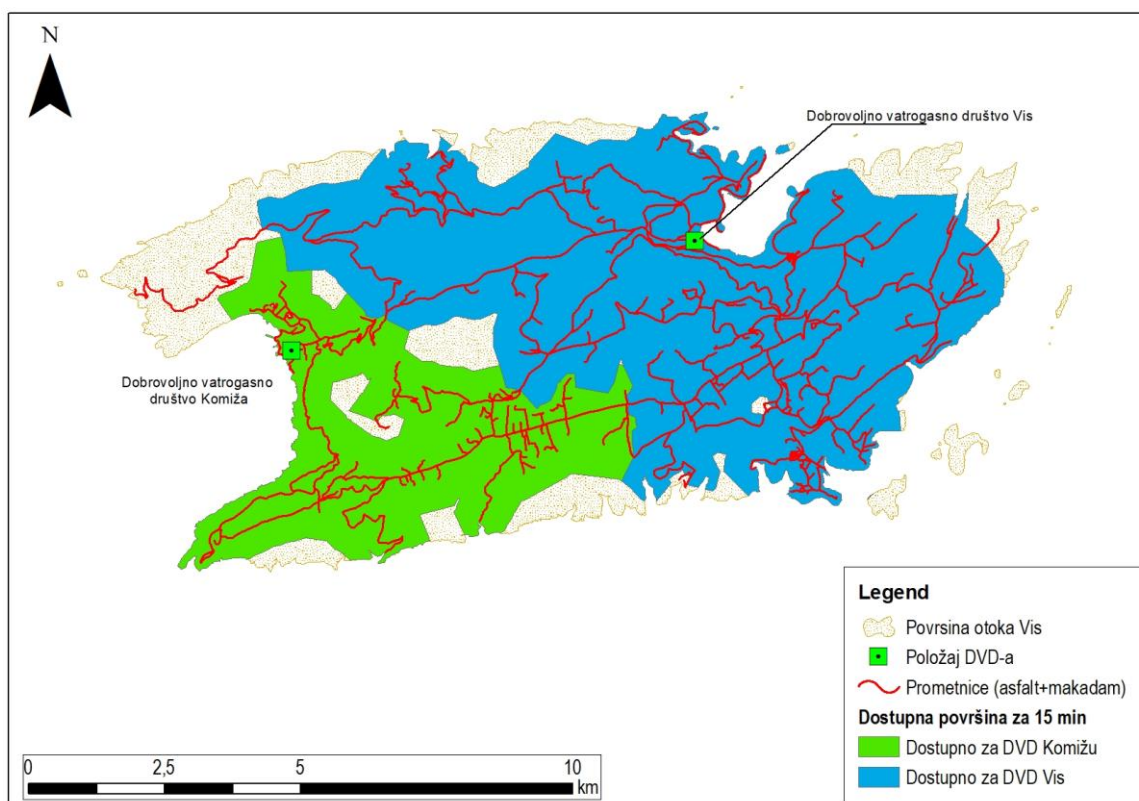 N
Dobrovoljno vatrogasno društvo Vis
Dobrovoljno vatrogasno
društvo Komiža
Legend
Povrsina otoka Vis
Položaj DVD-a
Prometnice (asfalt+makadam)
Dostupna površina za 15 min
Dostupno za DVD Komižu
Dostupno za DVD Vis
0 2,5 5 10
km